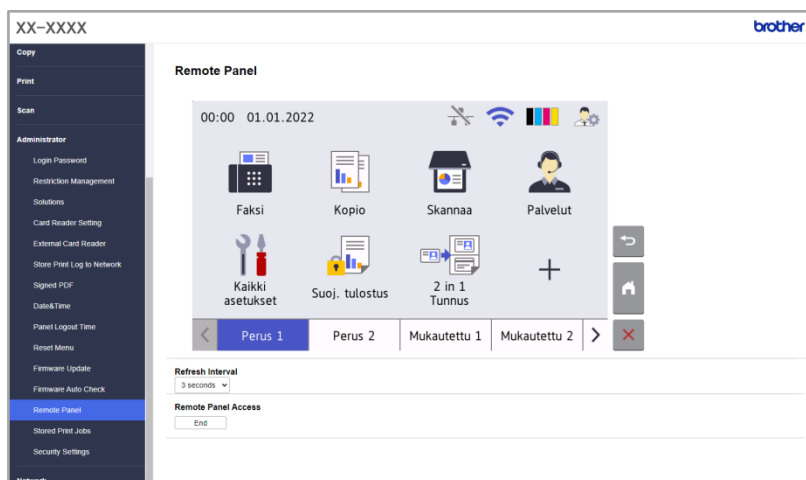 XX-XXXX
brother
Copy
Print
Scan
Administrator
Login Password
Restriction Management
Solutions
Card Reader Setting
External Card Reader
Store Print Log to Network
Signed PDF
Date&Time
Panel Logout Time
Reset Menu
Firmware Update
Firmware Auto Check
Remote Panel
Stored Print Jobs
Security Settings
Network
Remote Panel
00:00 01.01.2022
Faksi
Kopio
Skannaa
Palvelut
Kaikki
asetukset
Suoj. tulostus
2 in 1
Tunnus
Perus 1
Perus 2
Mukautettu 1
Mukautettu 2
Refresh Interval
3 seconds
Remote Panel Access
End